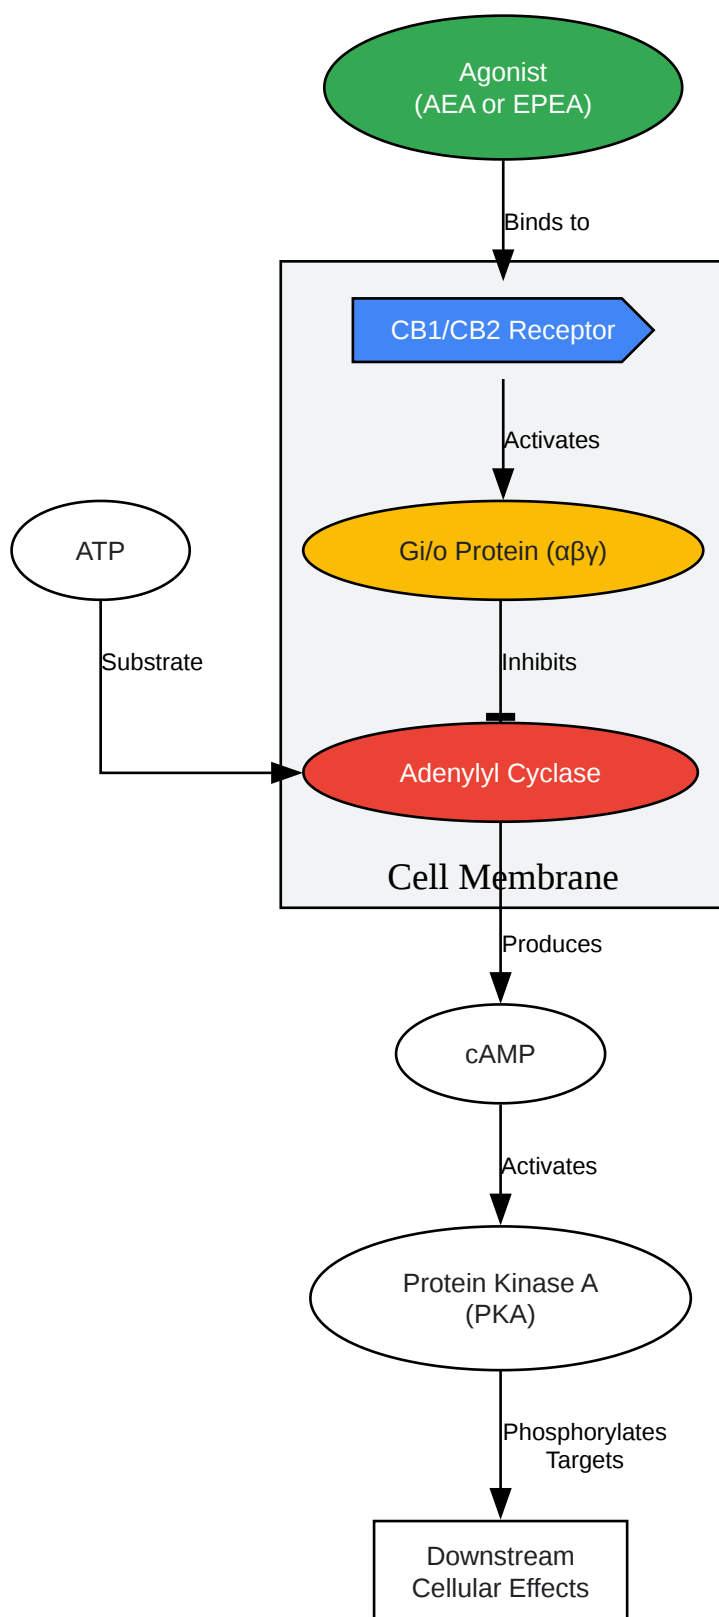 Agonist
(AEA or EPEA)
Binds to
CB1/CB2 Receptor
Activates
ATP
Gi/o Protein (αβγ)
Substrate
Inhibits
Adenylyl Cyclase
Cell Membrane
Produces
cAMP
Activates
Protein Kinase A
(PKA)
Phosphorylates
Targets
Downstream
Cellular Effects